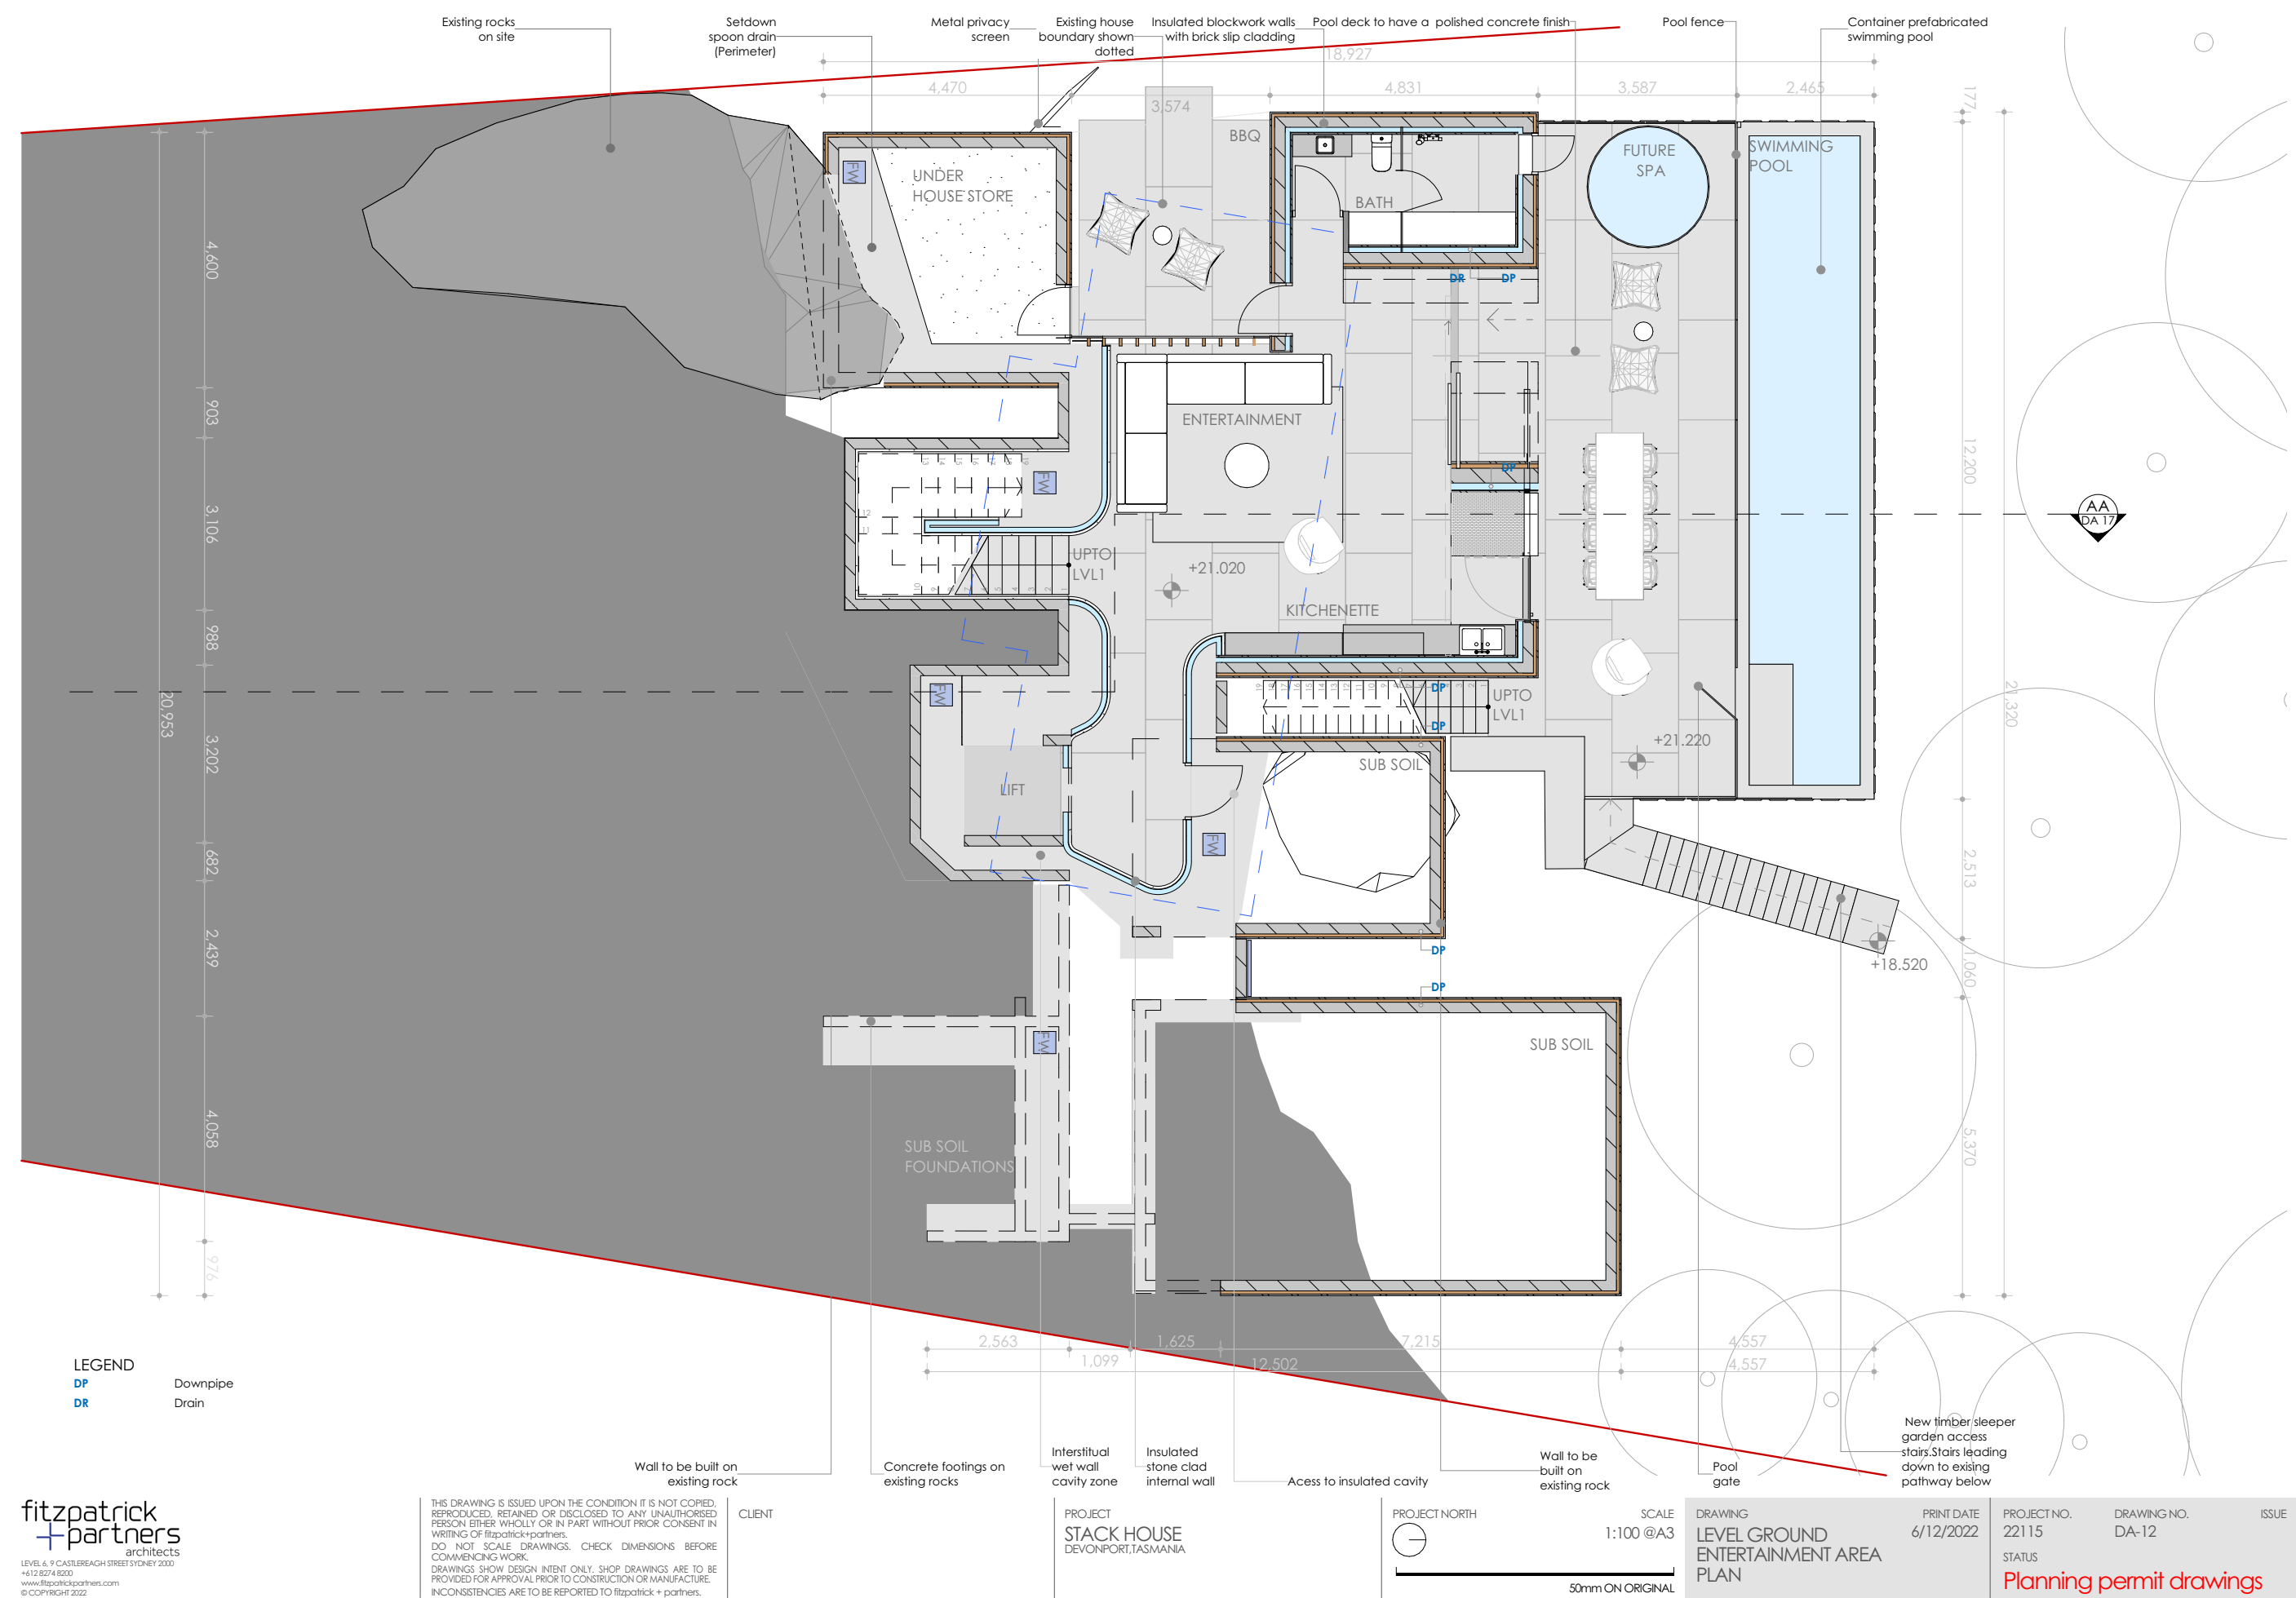 Existing rocks
on site
Setdown
spoon drain
(Perimeter)
Metal privacy
screen
Existing house
boundary shown
dotted
Insulated blockwork walls
with brick slip cladding
Pool deck to have a polished concrete finish
Pool fence
Container prefabricated
swimming pool
18,927
4,470
3,574
4,831
3,587
2,465
177
BBQ
FW
UNDER
HOUSE STORE
BATH
FUTURE
SPA
SWIMMING
POOL
4,600
DR
DP
903
ENTERTAINMENT
12,200
DP
FW
3,106
AA
DA 17
UPTO
LVL1
+21.020
KITCHENETTE
988
FW
20,953
DP
UPTO
LVL1
21,320
DP
+21.220
3,202
SUB SOIL
LIFT
FW
682
2,513
2,439
DP
1,060
+18.520
DP
FW
SUB SOIL
4,058
SUB SOIL
FOUNDATIONS
5,370
976
2,563
1,625
7,215
4,557
1,099
12,502
4,557
LEGEND
DP Downpipe
DR Drain
Wall to be built on
existing rock
Concrete footings on
existing rocks
Interstitual
wet wall
cavity zone
Insulated
stone clad
internal wall
Acess to insulated cavity
Wall to be
built on
existing rock
Pool
gate
New timber sleeper
garden access
stairs.Stairs leading
down to exising
pathway below
fitzpatrick
+partners
architects
LEVEL 6, 9 CASTLEREAGH STREET SYDNEY 2000
+612 8274 8200
www.fitzpatrickpartners.com
© COPYRIGHT 2022
THIS DRAWING IS ISSUED UPON THE CONDITION IT IS NOT COPIED,
REPRODUCED, RETAINED OR DISCLOSED TO ANY UNAUTHORISED
PERSON EITHER WHOLLY OR IN PART WITHOUT PRIOR CONSENT IN
WRITING OF fitzpatrick+partners.
DO NOT SCALE DRAWINGS. CHECK DIMENSIONS BEFORE
COMMENCING WORK.
DRAWINGS SHOW DESIGN INTENT ONLY. SHOP DRAWINGS ARE TO BE
PROVIDED FOR APPROVAL PRIOR TO CONSTRUCTION OR MANUFACTURE.
INCONSISTENCIES ARE TO BE REPORTED TO fitzpatrick + partners.
CLIENT
PROJECT
STACK HOUSE
DEVONPORT,TASMANIA
PROJECT NORTH
SCALE
1:100 @A3
50mm ON ORIGINAL
DRAWING
LEVEL GROUND
ENTERTAINMENT AREA
PLAN
PRINT DATE
6/12/2022
PROJECT NO.
22115
DRAWING NO.
DA-12
ISSUE
STATUS
Planning permit drawings